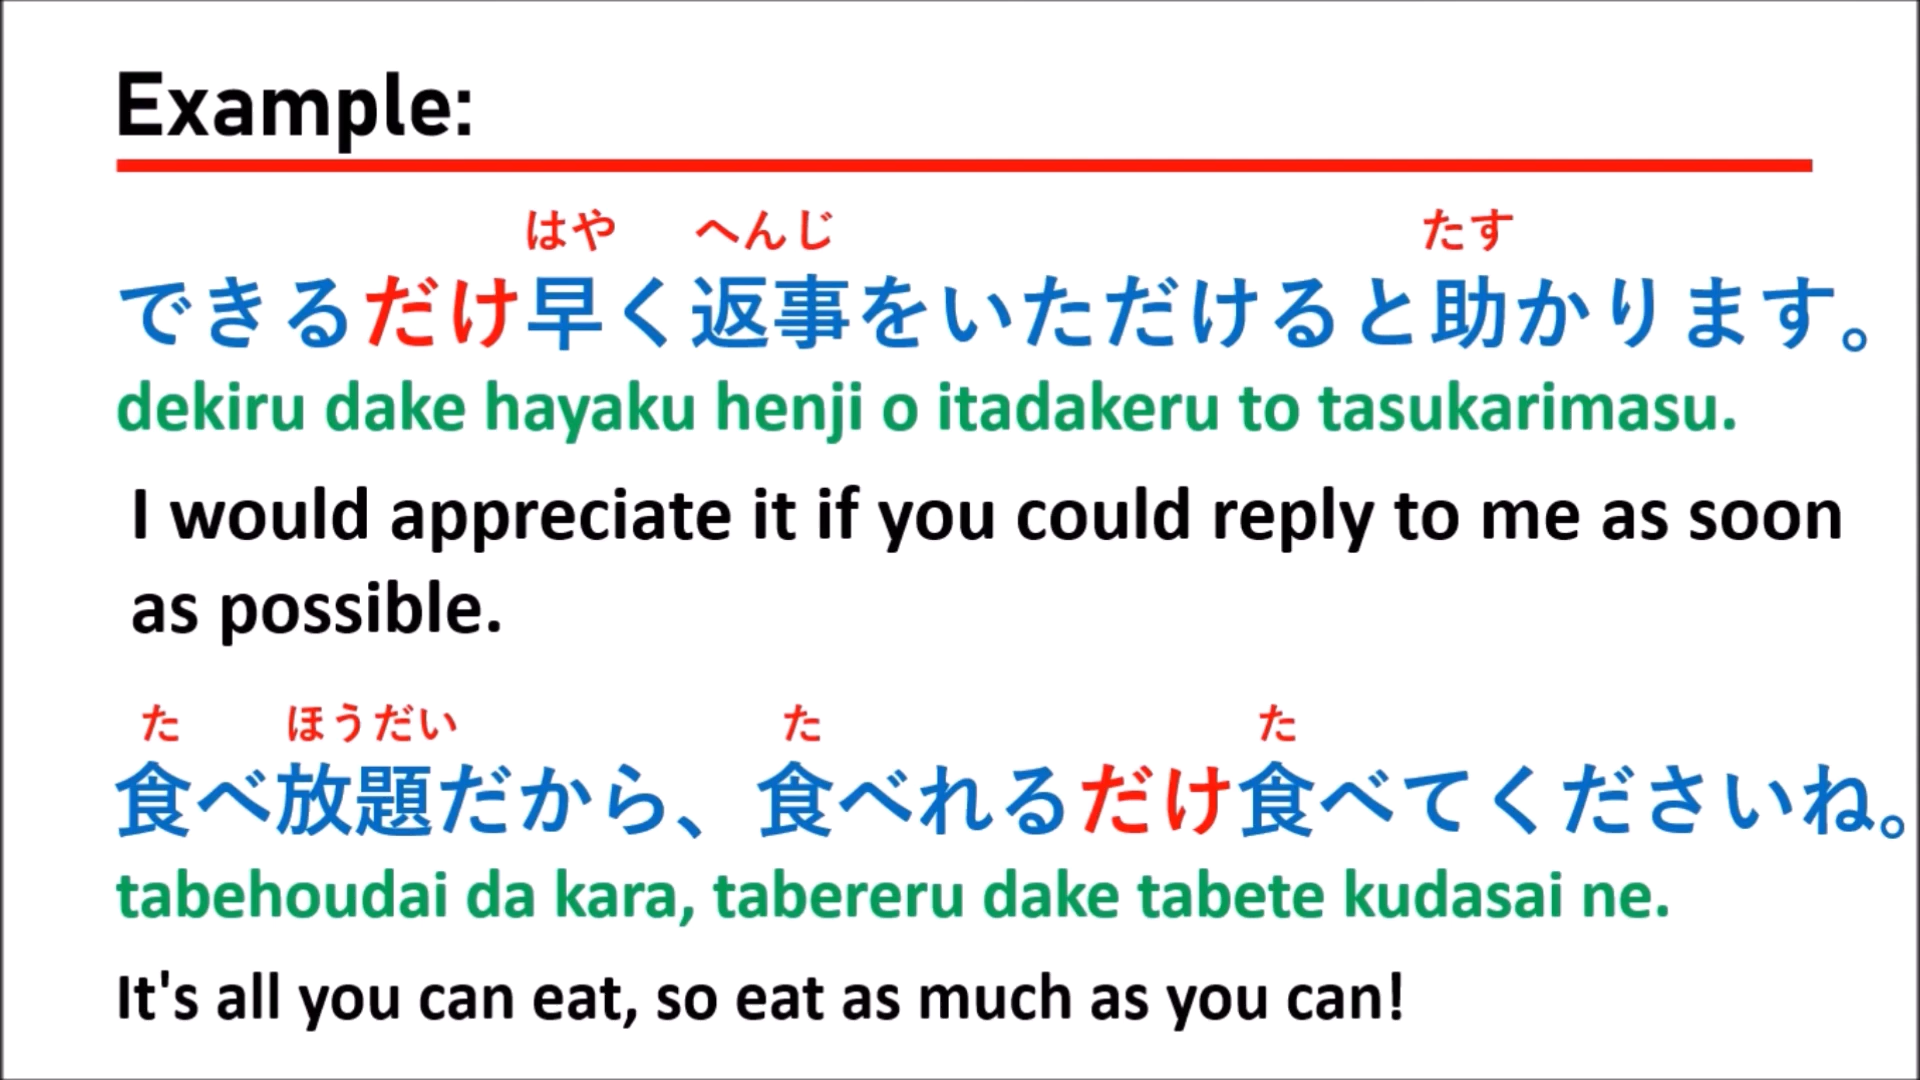 Example:
はや へんじ たす
できるだけ早く返事をいただけると助かります。
dekiru dake hayaku henji o itadakeru to tasukarimasu.
I would appreciate it if you could reply to me as soon
as possible.
た ほうだい た た
食べ放題だから、食べれるだけ食べてくださいね。
tabehoudai da kara, tabereru dake tabete kudasai ne.
It's all you can eat, so eat as much as you can!